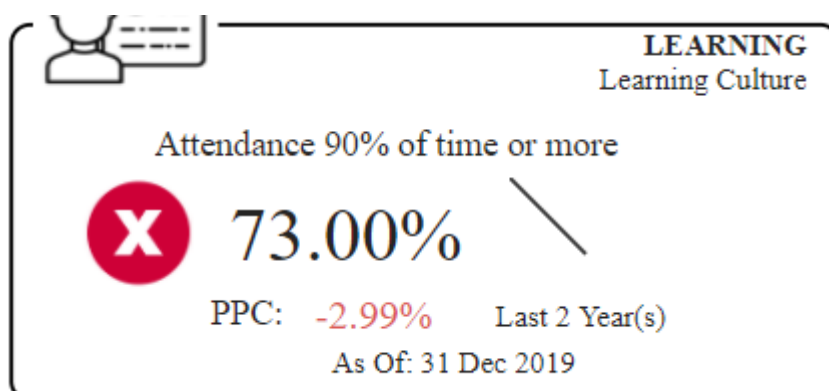 LEARNING
Learning Culture
Attendance 90% of time or more
X 73.00%
PPC: -2.99% Last 2 Year(s)
As Of: 31 Dec 2019